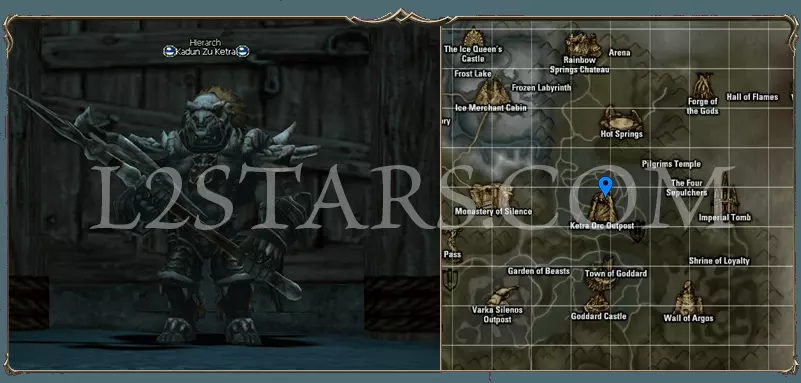 Hierarch
Kadun Zu Ketra
L2STARS.COM
The Ice Queen's
Castle
Rainbow
Springs Chateau
Arena
Frost Lake
Frozen Labyrinth
Ice Merchant Cabin
Forge of
the Gods
Hall of Flames
ory
Hot Springs
Pilgrims Temple
The Four
Sepulchers
Monastery of Silence
Ketra Orc Outpost
Imperial Tomb
Pass
Garden of Beasts
Town of Goddard
Shrine of Loyalty
Varka Silenos
Outpost
Goddard Castle
Wall of Argos